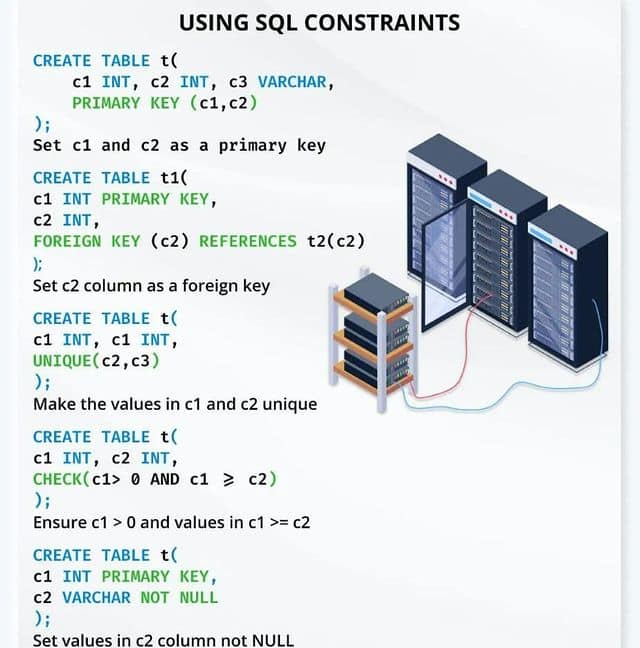 USING SQL CONSTRAINTS
CREATE TABLE t(
c1 INT, c2 INT, c3 VARCHAR,
PRIMARY KEY (c1,c2)
);
Set c1 and c2 as a primary key
CREATE TABLE t1(
c1 INT PRIMARY KEY,
c2 INT,
FOREIGN KEY (c2) REFERENCES t2(c2)
);
Set c2 column as a foreign key
CREATE TABLE t(
c1 INT, c1 INT,
UNIQUE(c2,c3)
);
Make the values in c1 and c2 unique
CREATE TABLE t(
c1 INT, c2 INT,
CHECK(c1> 0 AND c1 ⩾ c2)
);
Ensure c1 > 0 and values in c1 >= c2
CREATE TABLE t(
c1 INT PRIMARY KEY,
c2 VARCHAR NOT NULL
);
Set values in c2 column not NULL